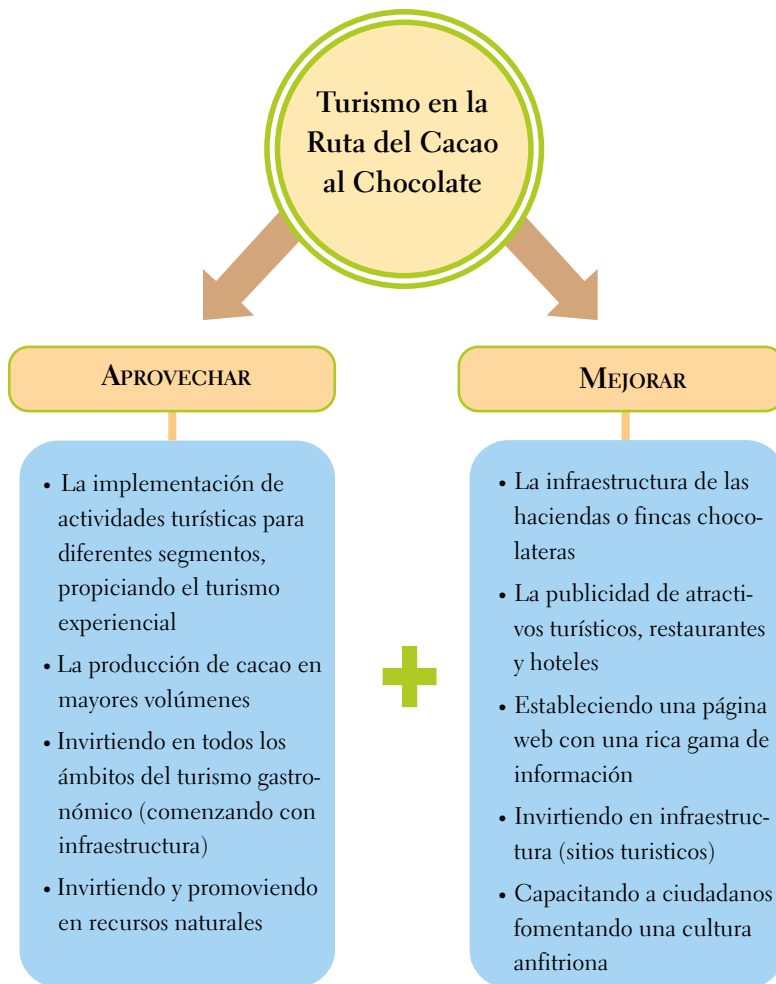 Turismo en la
Ruta del Cacao
al Chocolate
APROVECHAR
• La implementación de
actividades turísticas para
diferentes segmentos,
propiciando el turismo
experiencial
• La producción de cacao en
mayores volúmenes
• Invirtiendo en todos los
ámbitos del turismo gastro-
nómico (comenzando con
infraestructura)
• Invirtiendo y promoviendo
en recursos naturales
MEJORAR
• La infraestructura de las
haciendas o fincas choco-
lateras
• La publicidad de atracti-
vos turísticos, restaurantes
y hoteles
• Estableciendo una página
web con una rica gama de
información
• Invirtiendo en infraestruc-
tura (sitios turisticos)
• Capacitando a ciudadanos
fomentando una cultura
anfitriona